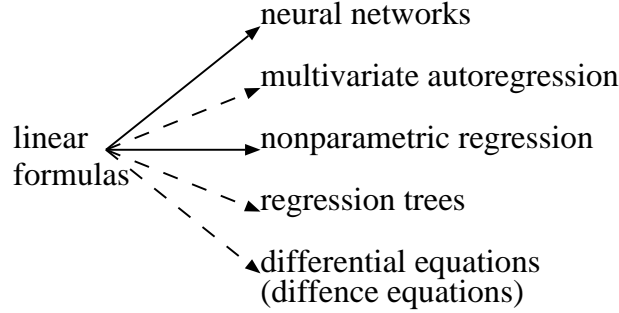 neural networks
multivariate autoregression
linear
formulas
nonparametric regression
regression trees
differential equations
(diffence equations)